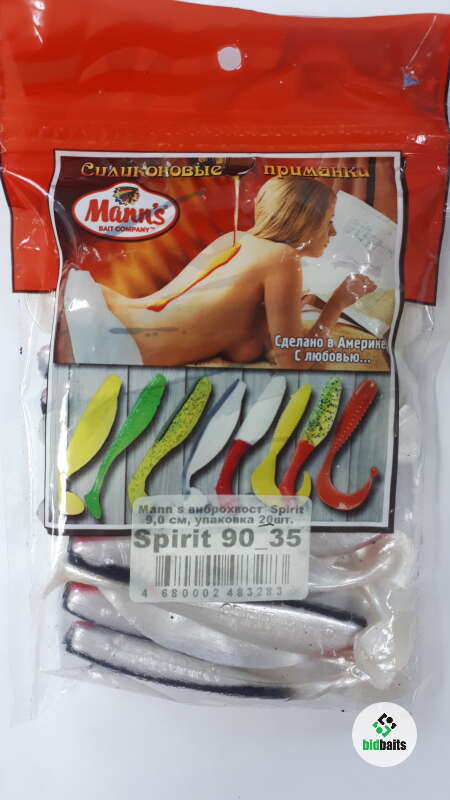 Силиконовые приманки
Mann's
BAIT COMPANY™
Сделано в Америке
С любовью...
Mann`s виброхвост Spirit
9,0 см, упаковка 20шт.
Spirit 90_35
4 680002 483283
bidbaits